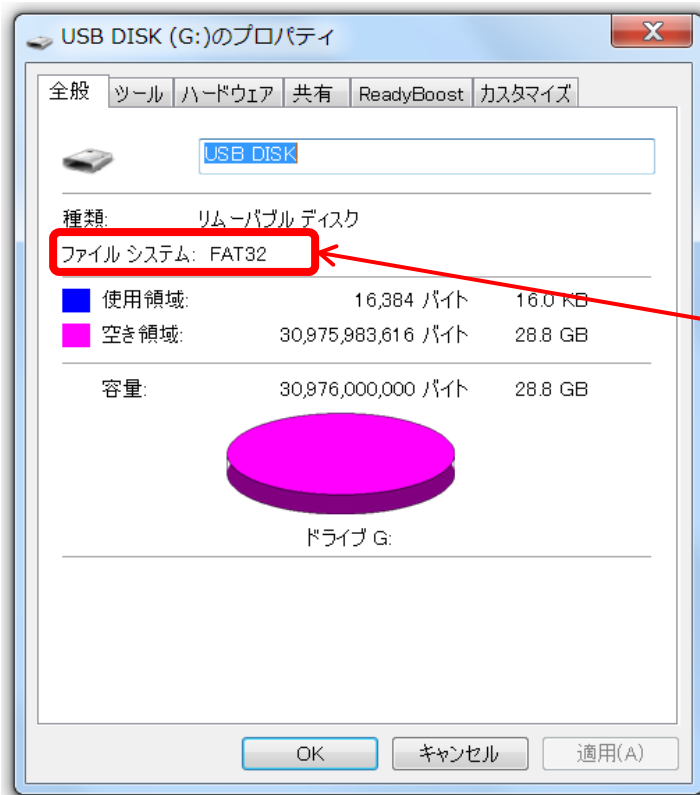 USB DISK (G:)のプロパティ
X
全般 ツール ハードウェア 共有 ReadyBoost カスタマイズ
USB DISK
種類: リムーバブル ディスク
ファイル システム: FAT32
使用領域: 16,384 バイト 16.0 KB
空き領域: 30,975,983,616 バイト 28.8 GB
容量: 30,976,000,000 バイト 28.8 GB
ドライブ G:
OK キャンセル 適用(A)